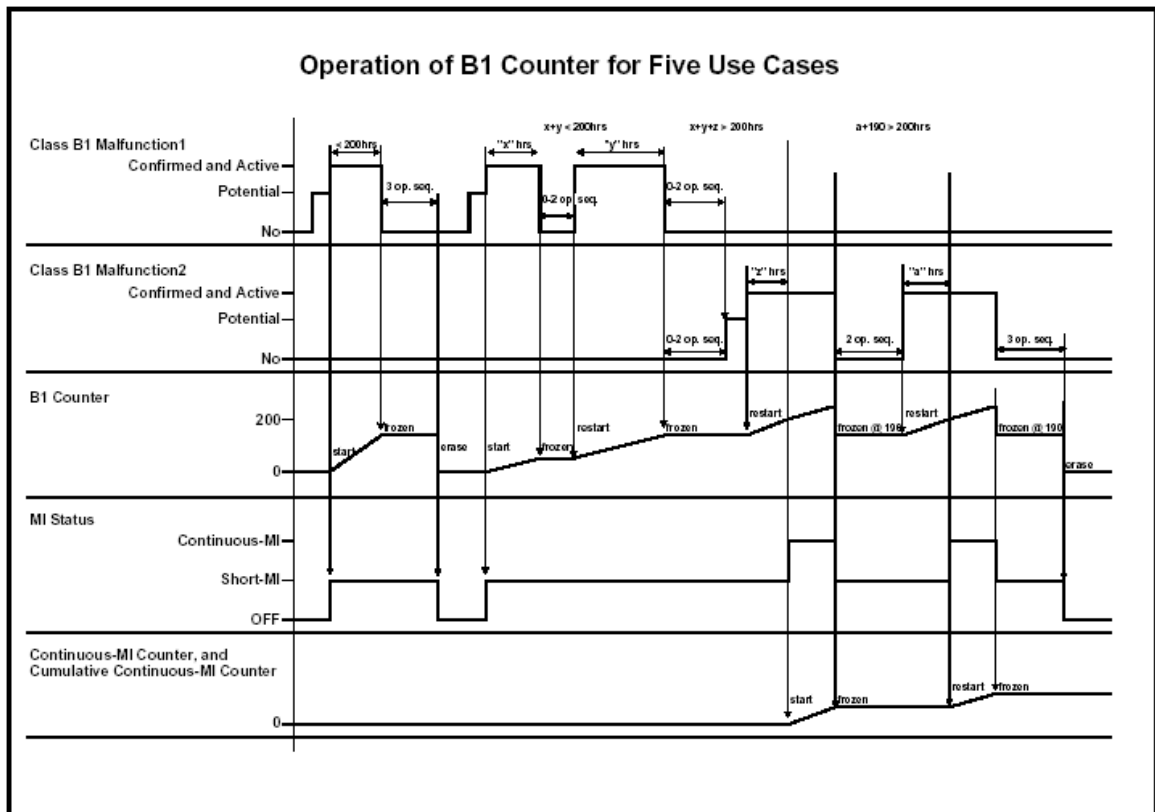 Operation of B1 Counter for Five Use Cases
x+y < 200hrs
x+y+z > 200hrs
a+190 > 200hrs
Class B1 Malfunction1
< 200hrs
"x" hrs
"y" hrs
Confirmed and Active
Potential
3 op. seq.
0-2 op. seq.
0-2 op seq.
No
Class B1 Malfunction2
"z" hrs
"a" hrs
Confirmed and Active
Potential
0-2 op. seq.
2 op. seq.
3 op. seq.
No
B1 Counter
200
restart
restart
restart
frozen
frozen
frozen @ 190
frozen @ 190
start
erase
start
frozen
0
erase
MI Status
Continuous-MI
Short-MI
OFF
Continuous-MI Counter, and
Cumulative Continuous-MI Counter
start
frozen
restart
frozen
0